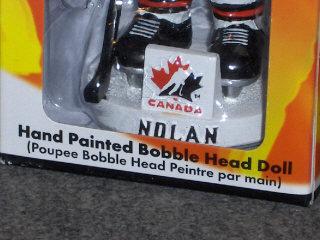 CANADA
NOLAN
Hand Painted Bobble Head Doll
(Poupee Bobble Head Peintre par main)